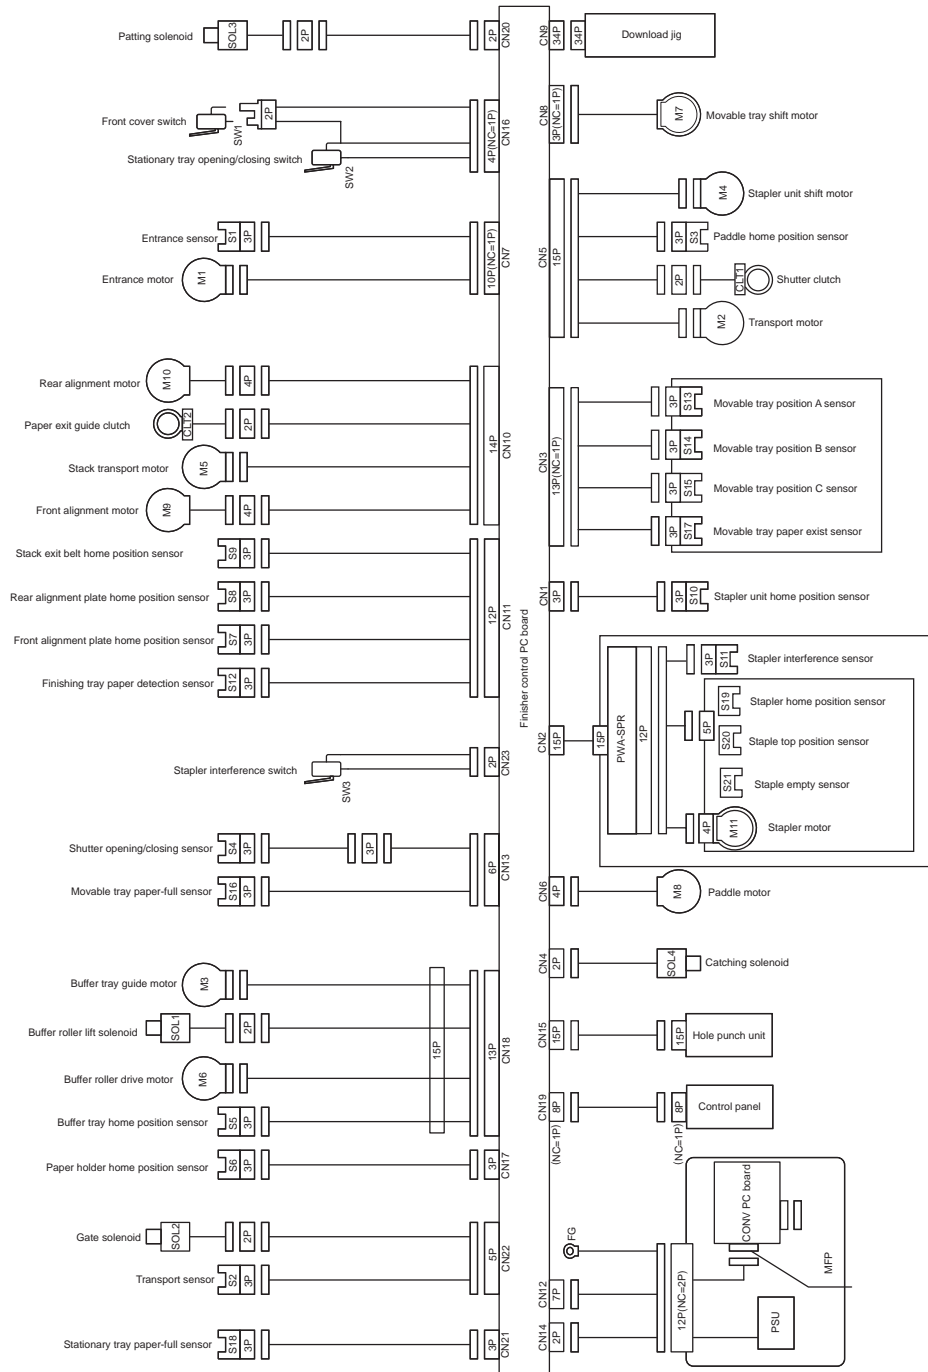 Patting solenoid
SOL3
2P
2P
CN20
Front cover switch
SW1
2P
Stationary tray opening/closing switch
SW2
4P(NC=1P)
CN16
Entrance sensor
S1
3P
Entrance motor
M1
10P(NC=1P)
CN7
Rear alignment motor
M10
4P
Paper exit guide clutch
CLT2
2P
Stack transport motor
M5
Front alignment motor
M9
4P
14P
CN10
Stack exit belt home position sensor
S9
3P
Rear alignment plate home position sensor
S8
3P
Front alignment plate home position sensor
S7
3P
Finishing tray paper detection sensor
S12
3P
12P
CN11
Stapler interference switch
SW3
2P
CN23
Shutter opening/closing sensor
S4
3P
3P
Movable tray paper-full sensor
S16
3P
6P
CN13
Buffer tray guide motor
M3
Buffer roller lift solenoid
SOL1
2P
Buffer roller drive motor
M6
Buffer tray home position sensor
S5
3P
15P
13P
CN18
Paper holder home position sensor
S6
3P
3P
CN17
Gate solenoid
SOL2
2P
Transport sensor
S2
3P
5P
CN22
Stationary tray paper-full sensor
S18
3P
3P
CN21
Finisher control PC board
CN9
34P
34P
Download jig
CN8
3P(NC=1P)
M7
Movable tray shift motor
CN5
15P
M4
Stapler unit shift motor
3P
S3
Paddle home position sensor
2P
CLT1
Shutter clutch
M2
Transport motor
CN3
13P(NC=1P)
3P
S13
Movable tray position A sensor
3P
S14
Movable tray position B sensor
3P
S15
Movable tray position C sensor
3P
S17
Movable tray paper exist sensor
CN1
3P
3P
S10
Stapler unit home position sensor
CN2
15P
15P
PWA-SPR
12P
3P
S11
Stapler interference sensor
5P
S19
Stapler home position sensor
S20
Staple top position sensor
S21
Staple empty sensor
4P
M11
Stapler motor
CN6
4P
M8
Paddle motor
CN4
2P
SOL4
Catching solenoid
CN15
15P
15P
Hole punch unit
CN19
8P
(NC=1P)
8P
(NC=1P)
Control panel
FG
CN12
7P
CN14
2P
12P(NC=2P)
CONV PC board
PSU
MFP